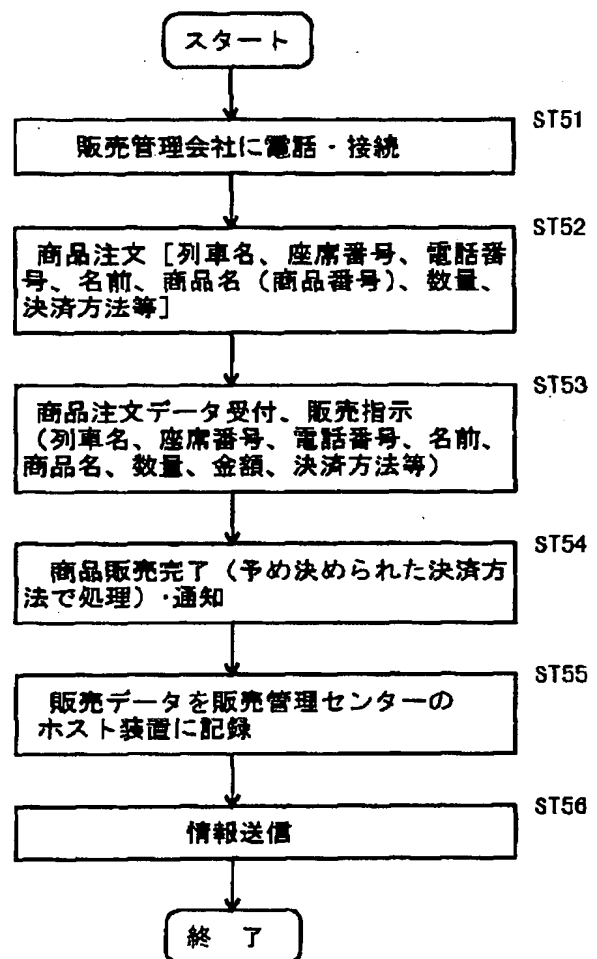 スタート
ST51
販売管理会社に電話・接続
ST52
商品注文[列車名、座席番号、電話番
号、名前、商品名(商品番号)、数量、
決済方法等]
ST53
商品注文データ受付、販売指示
(列車名、座席番号、電話番号、名前、
商品名、数量、金額、決済方法等)
ST54
商品販売完了(予め決められた決済方
法で処理)・通知
ST55
販売データを販売管理センターの
ホスト装置に記録
ST56
情報送信
終 了